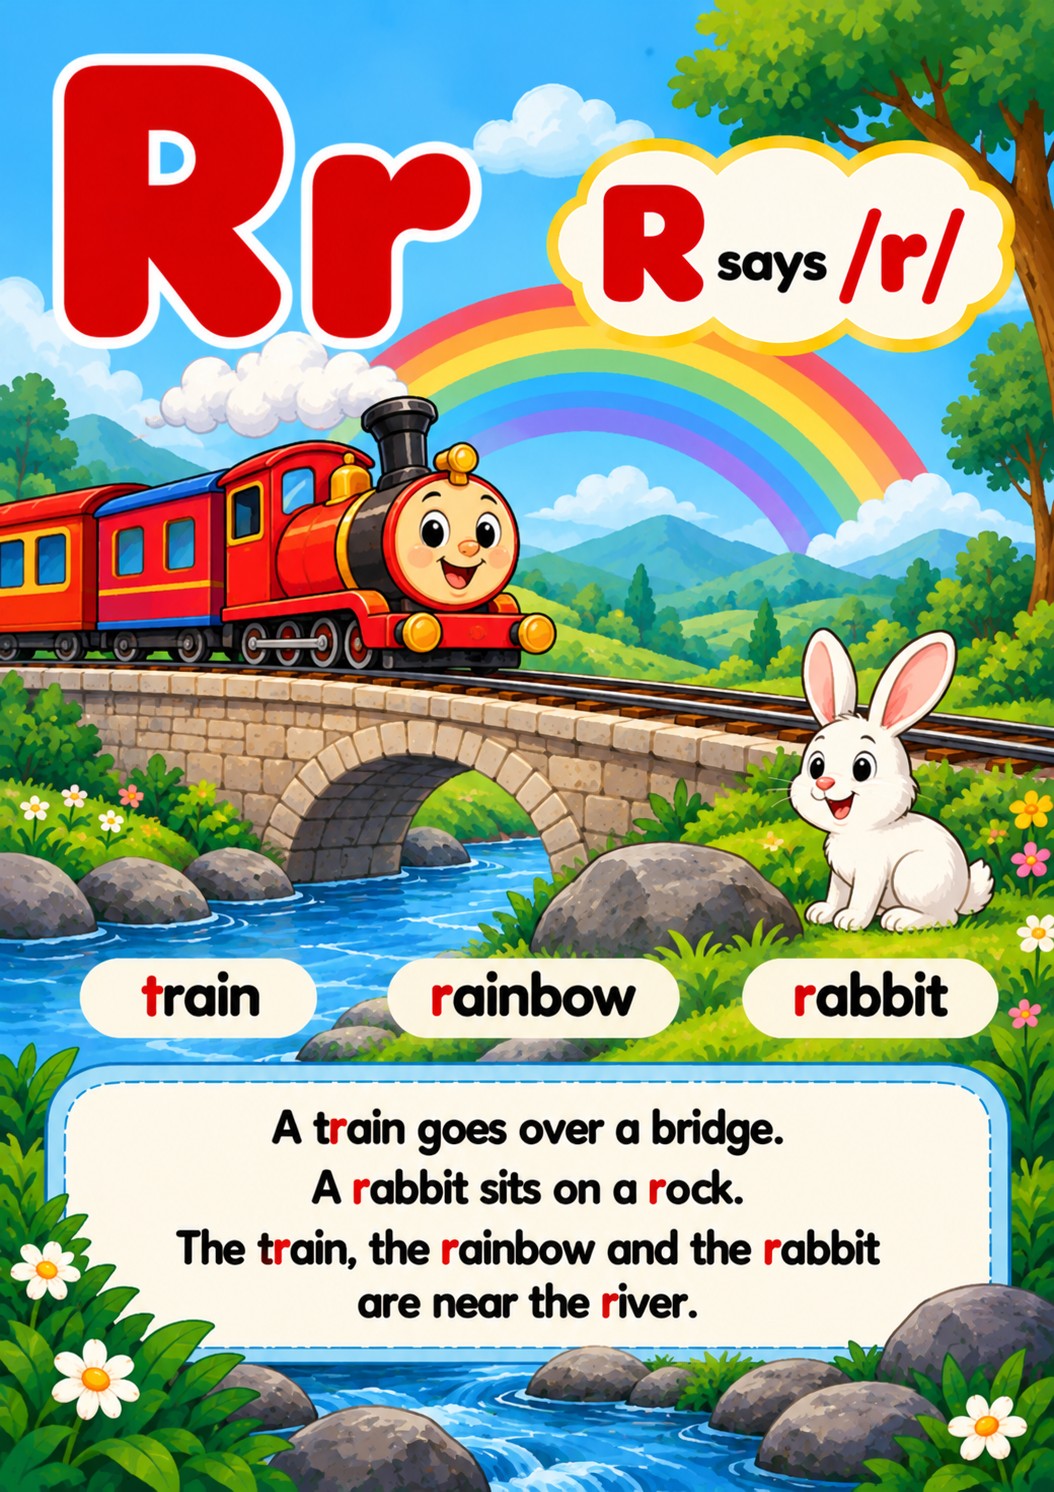 Rr
R says /r/
train
rainbow
rabbit
A train goes over a bridge.
A rabbit sits on a rock.
The train, the rainbow and the rabbit
are near the river.